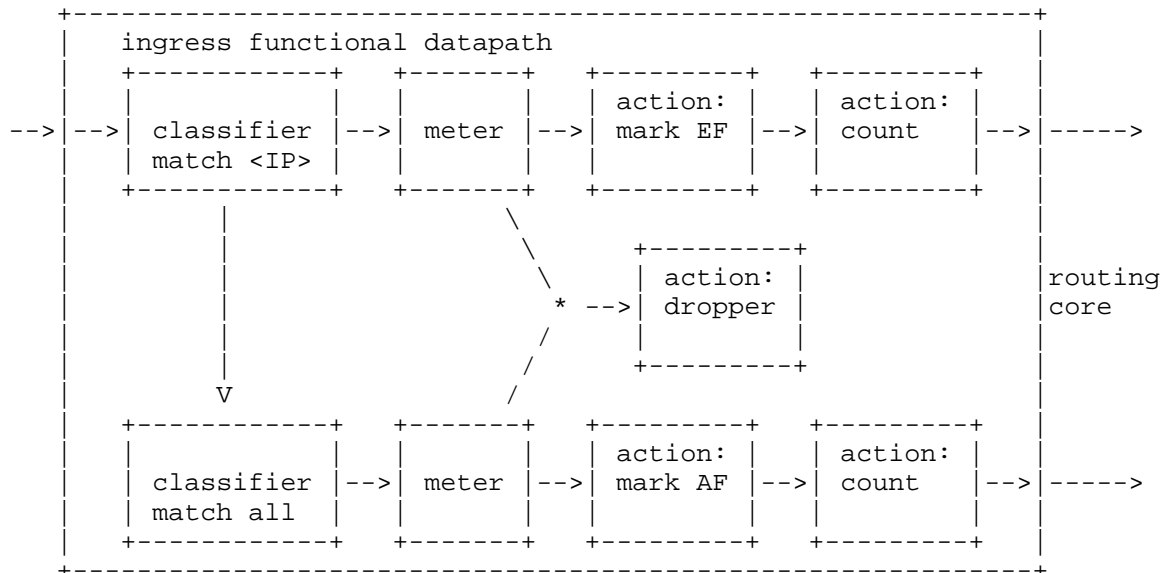 ingress functional datapath
action: action:
classifier meter mark EF count
match <IP>
action: routing
* dropper core
V
action: action:
classifier meter mark AF count
match all